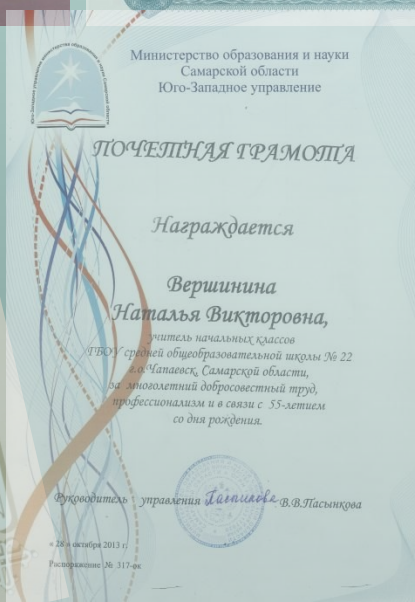 Министерство образования и науки
Самарской области
Юго-Западное управление
ПОЧЕТНАЯ ГРАМОТА
Награждается
Вершинина
Наталья Викторовна,
учитель начальных классов
ГБОУ средней общеобразовательной школы № 22
г.о.Чапаевск, Самарской области,
за многолетний добросовестный труд,
профессионализм и в связи с 55-летием
со дня рождения.
Руководитель управления В.В.Пасынкова
« 28 » октября 2013 г.
Распоряжение № 317-ок